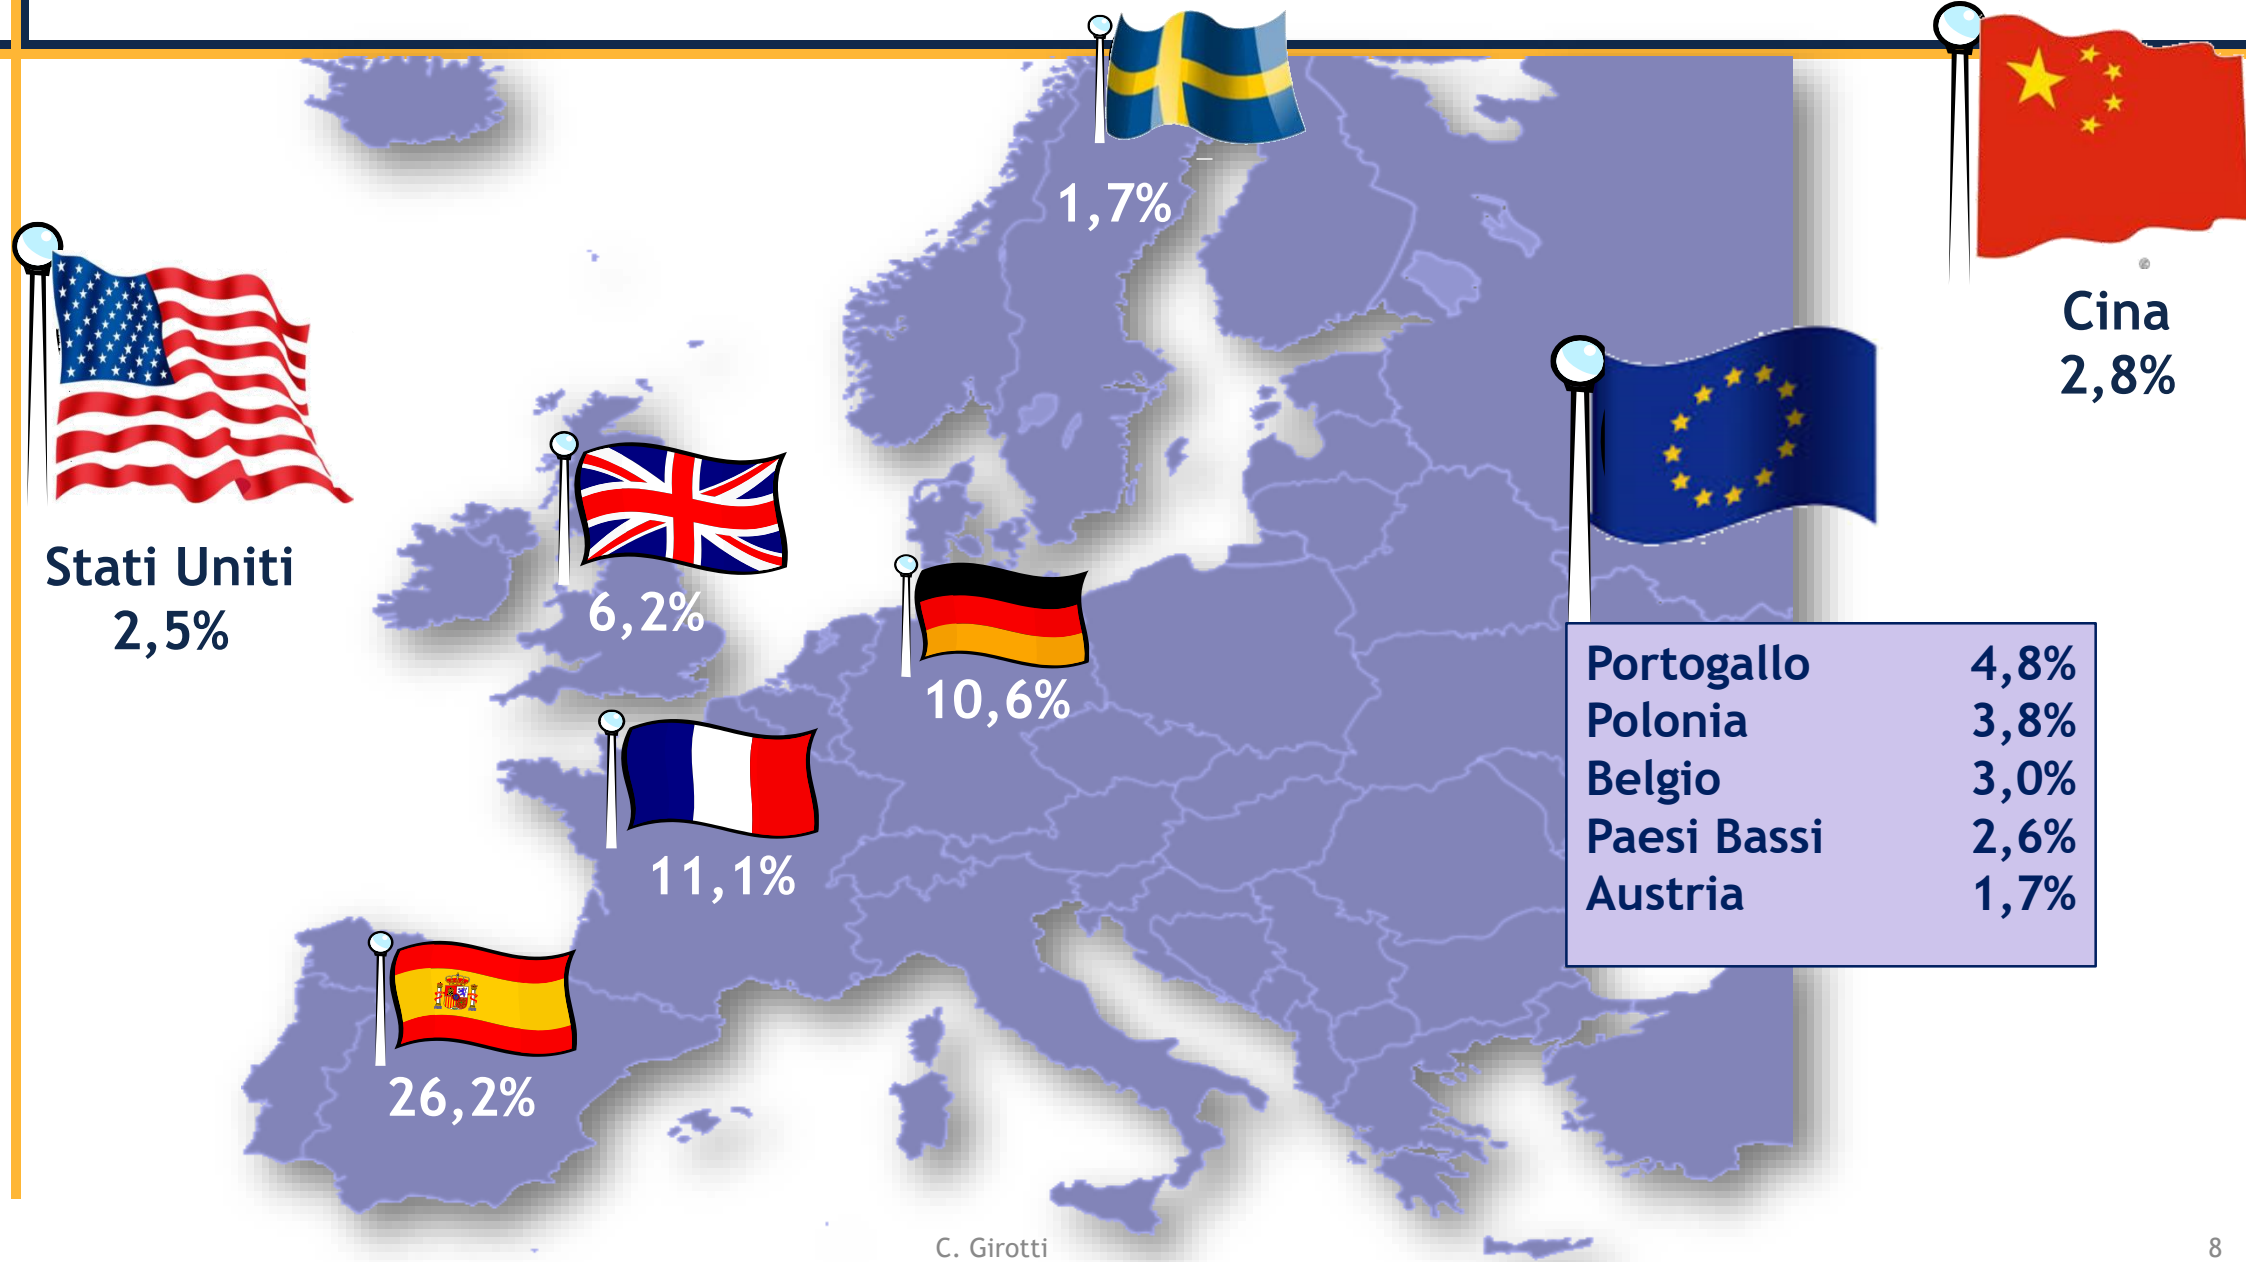 1,7%
Cina
2,8%
Stati Uniti
2,5%
6,2%
10,6%
Portogallo 4,8%
Polonia 3,8%
Belgio 3,0%
Paesi Bassi 2,6%
Austria 1,7%
11,1%
26,2%
C. Girotti
8